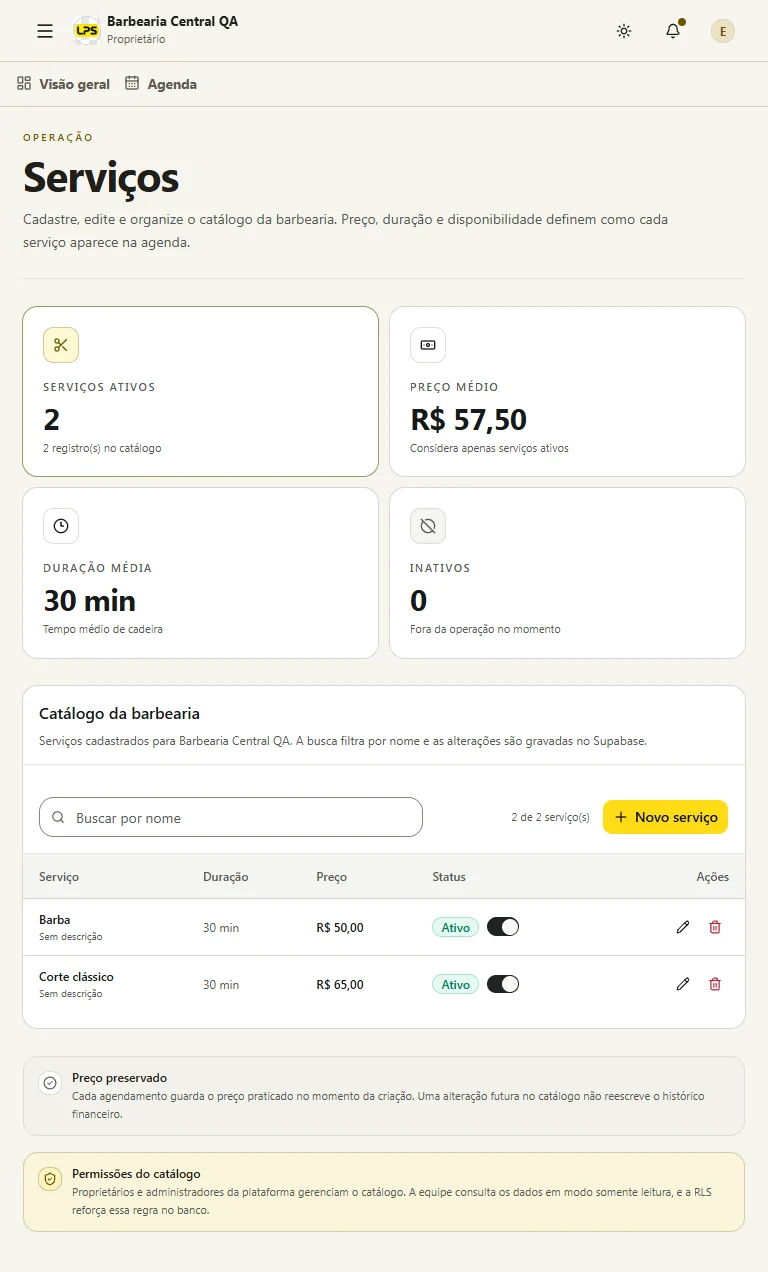 LPS
Barbearia Central QA
Proprietário
E
Visão geral
Agenda
OPERAÇÃO
Serviços
Cadastre, edite e organize o catálogo da barbearia. Preço, duração e disponibilidade definem como cada
serviço aparece na agenda.
SERVIÇOS ATIVOS
2
2 registro(s) no catálogo
PREÇO MÉDIO
R$ 57,50
Considera apenas serviços ativos
DURAÇÃO MÉDIA
30 min
Tempo médio de cadeira
INATIVOS
0
Fora da operação no momento
Catálogo da barbearia
Serviços cadastrados para Barbearia Central QA. A busca filtra por nome e as alterações são gravadas no Supabase.
Buscar por nome
2 de 2 serviço(s)
Novo serviço
Serviço Duração Preço Status Ações
Barba
Sem descrição
30 min
R$ 50,00
Ativo
Corte clássico
Sem descrição
30 min
R$ 65,00
Ativo
Preço preservado
Cada agendamento guarda o preço praticado no momento da criação. Uma alteração futura no catálogo não reescreve o histórico
financeiro.
Permissões do catálogo
Proprietários e administradores da plataforma gerenciam o catálogo. A equipe consulta os dados em modo somente leitura, e a RLS
reforça essa regra no banco.